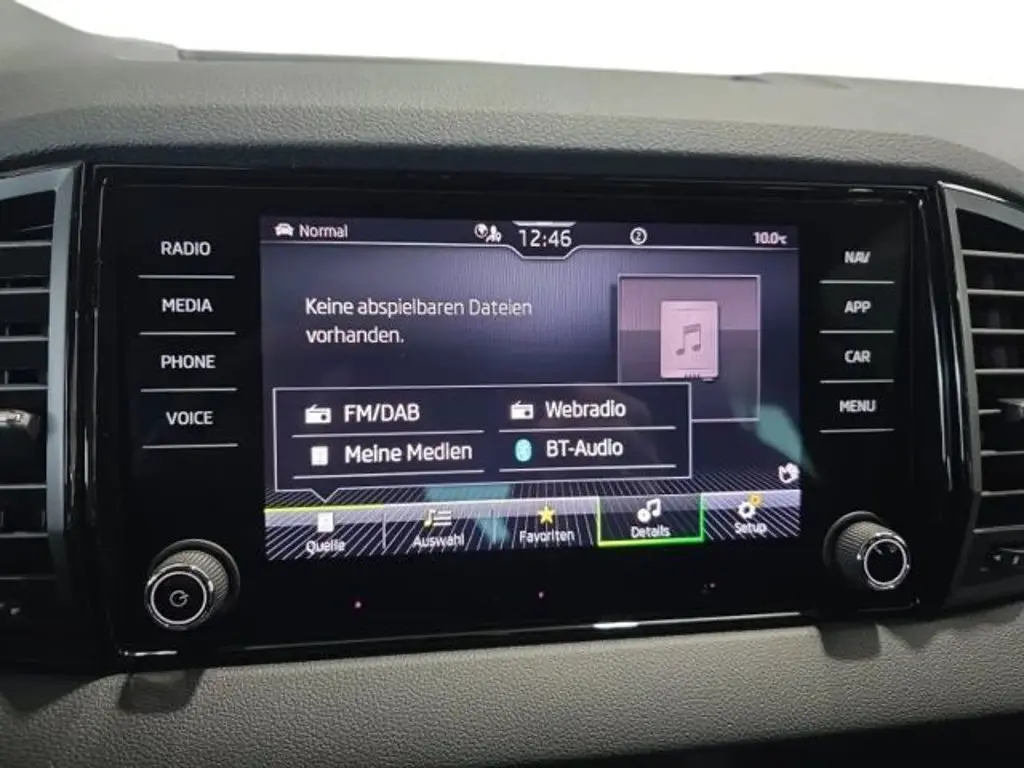 RADIO
MEDIA
PHONE
VOICE
Normal
12:46
2
10.0°C
Keine abspielbaren Dateien
vorhanden.
FM/DAB
Webradio
Meine Medien
BT-Audio
Quelle
Auswahl
Favoriten
Details
Setup
NAV
APP
CAR
MENU